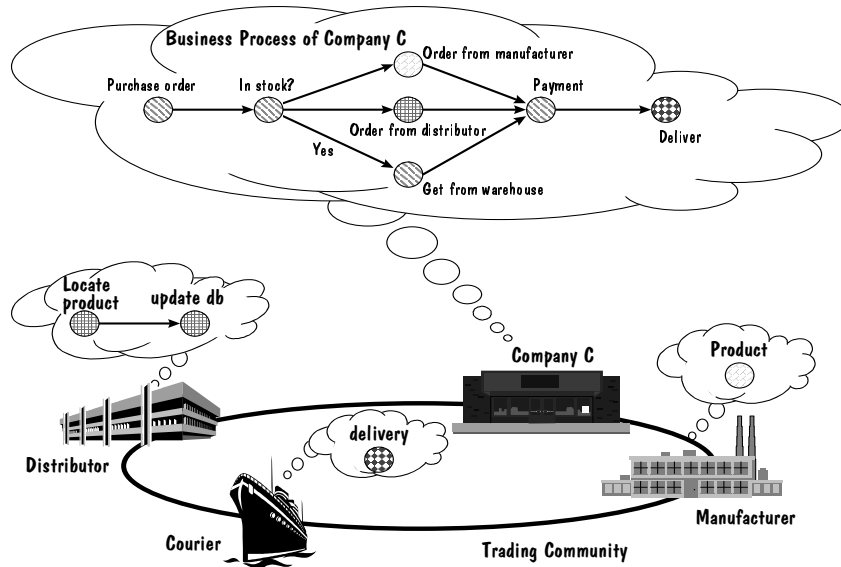 Business Process of Company C
Order from manufacturer
Purchase order
In stock?
Payment
Order from distributor
Deliver
Yes
Get from warehouse
Locate
product
update db
Company C
Product
delivery
Distributor
Manufacturer
Courier
Trading Community